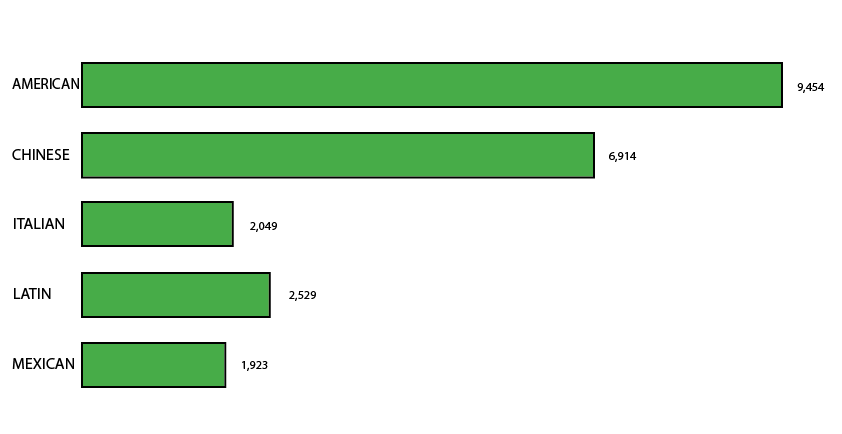 AMERICAN 9,454
CHINESE 6,914
ITALIAN 2,049
LATIN 2,529
MEXICAN 1,923